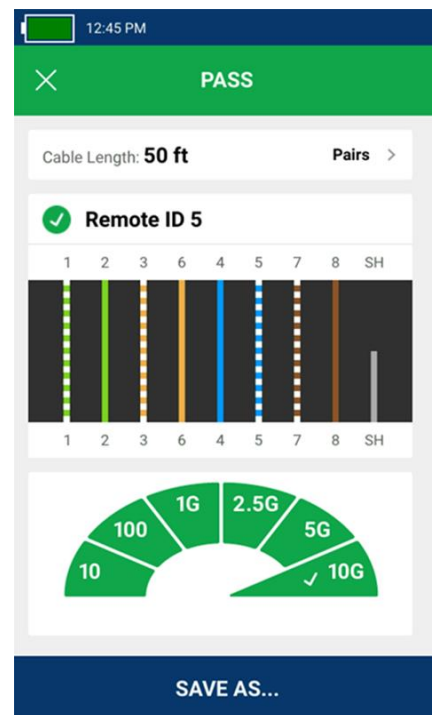 12:45 PM
PASS
Cable Length: 50 ft Pairs >
Remote ID 5
1 2 3 6 4 5 7 8 SH
1 2 3 6 4 5 7 8 SH
10 100 1G 2.5G 5G 10G
SAVE AS...